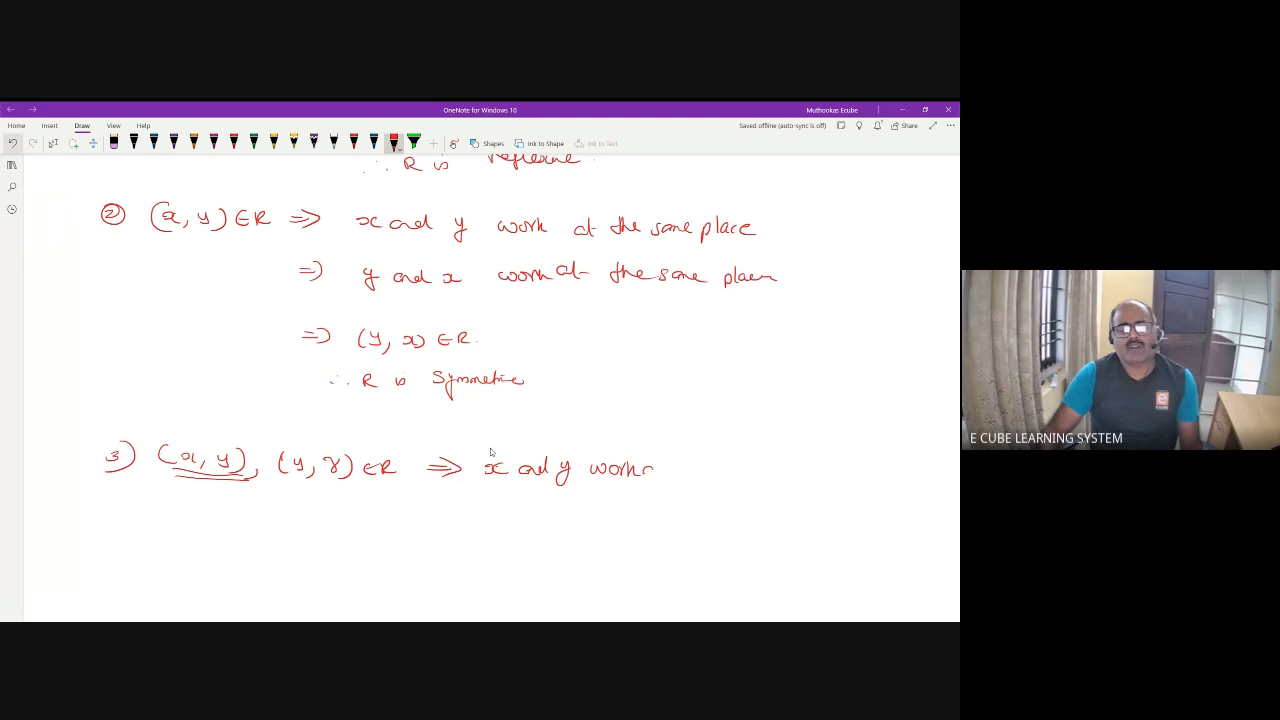 OneNote for Windows 10
Muthookas Ecube
Home Insert Draw View Help
Saved offline (auto-sync is off)
Share
Shapes
Ink to Shape
Ink to Text
∴ R is Reflexive.
② (x, y) ∈ R ⇒ x and y work at the same place
⇒ y and x work at the same place
⇒ (y, x) ∈ R.
∴ R is Symmetric
3) (x, y), (y, z) ∈ R ⇒ x and y work
E CUBE LEARNING SYSTEM
e